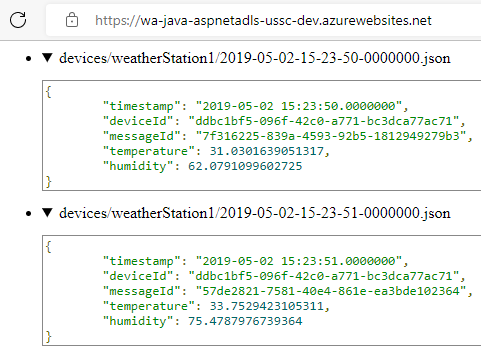 https://wa-java-aspnetadls-ussc-dev.azurewebsites.net
devices/weatherStation1/2019-05-02-15-23-50-0000000.json
{
"timestamp": "2019-05-02 15:23:50.0000000",
"deviceId": "ddbc1bf5-096f-42c0-a771-bc3dca77ac71",
"messageId": "7f316225-839a-4593-92b5-1812949279b3",
"temperature": 31.0301639051317,
"humidity": 62.0791099602725
}
devices/weatherStation1/2019-05-02-15-23-51-0000000.json
{
"timestamp": "2019-05-02 15:23:51.0000000",
"deviceId": "ddbc1bf5-096f-42c0-a771-bc3dca77ac71",
"messageId": "57de2821-7581-40e4-861e-ea3bde102364",
"temperature": 33.7529423105311,
"humidity": 75.4787976739364
}